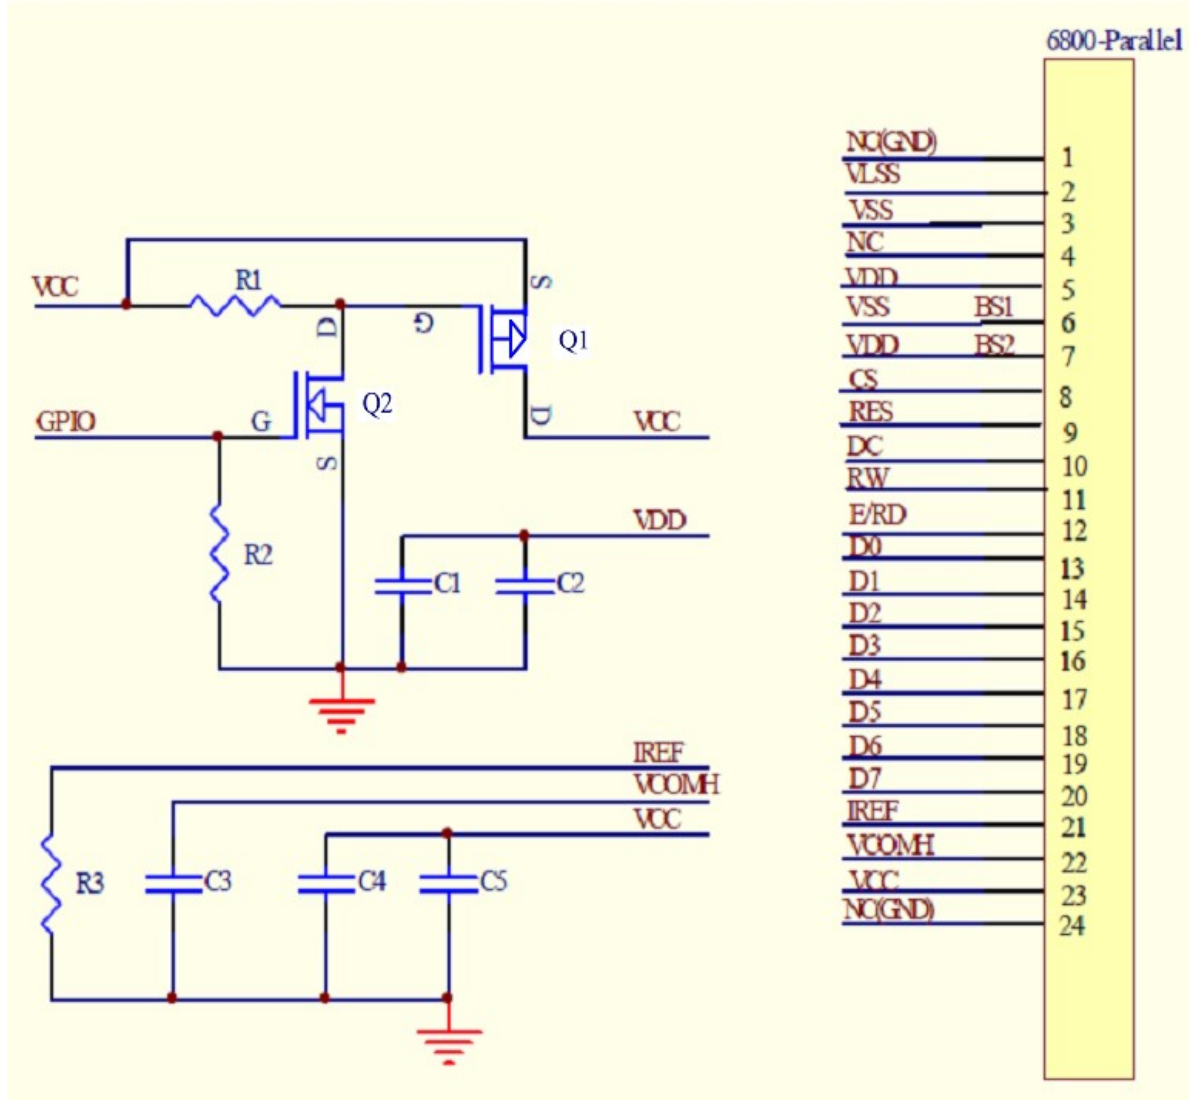 6800-Parallel
NC(GND) 1
VLSS 2
VSS 3
NC 4
VDD 5
VSS BS1 6
VDD BS2 7
CS 8
RES 9
DC 10
RW 11
E/RD 12
D0 13
D1 14
D2 15
D3 16
D4 17
D5 18
D6 19
D7 20
IREF 21
VCOMH 22
VCC 23
NC(GND) 24
VCC R1 D G S Q1 D VCC
GPIO G Q2 S
R2
VDD
C1 C2
IREF
VCOMH
VCC
R3 C3 C4 C5